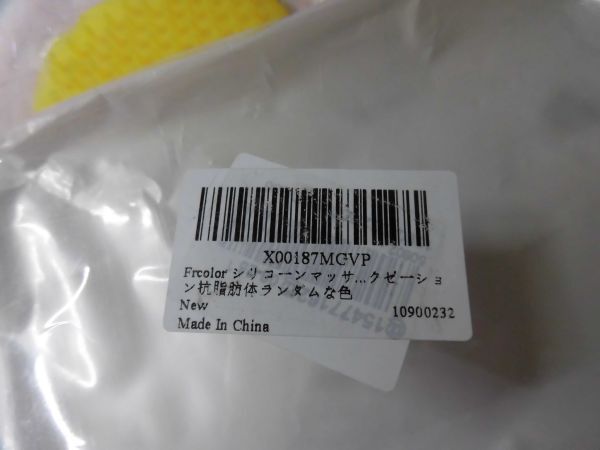 X00187MGVP
Frcolor シリコーンマッサ...クゼーショ
ン抗脂肪体ランダムな色
New 10900232
Made In China
@154771